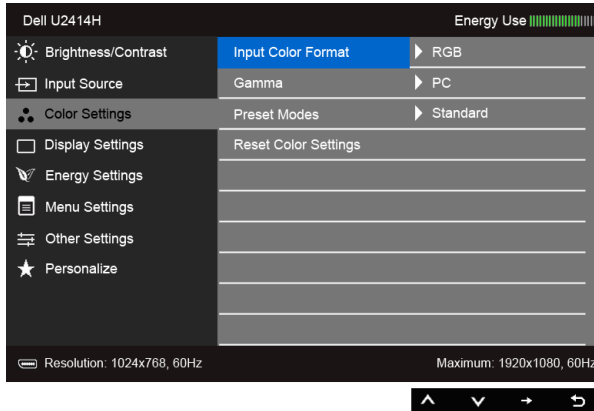 Dell U2414H Energy Use
Brightness/Contrast Input Color Format RGB
Input Source Gamma PC
Color Settings Preset Modes Standard
Display Settings Reset Color Settings
Energy Settings
Menu Settings
Other Settings
Personalize
Resolution: 1024x768, 60Hz Maximum: 1920x1080, 60Hz